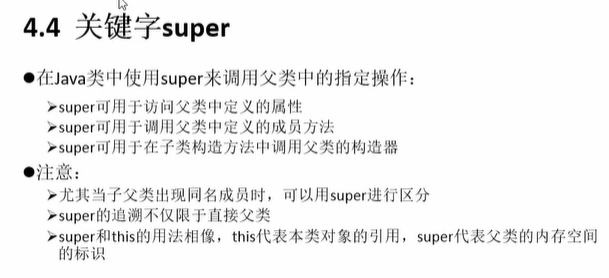 4.4 关键字super
●在Java类中使用super来调用父类中的指定操作：
➢super可用于访问父类中定义的属性
➢super可用于调用父类中定义的成员方法
➢super可用于在子类构造方法中调用父类的构造器
●注意：
➢尤其当子父类出现同名成员时，可以用super进行区分
➢super的追溯不仅限于直接父类
➢super和this的用法相像，this代表本类对象的引用，super代表父类的内存空间
的标识